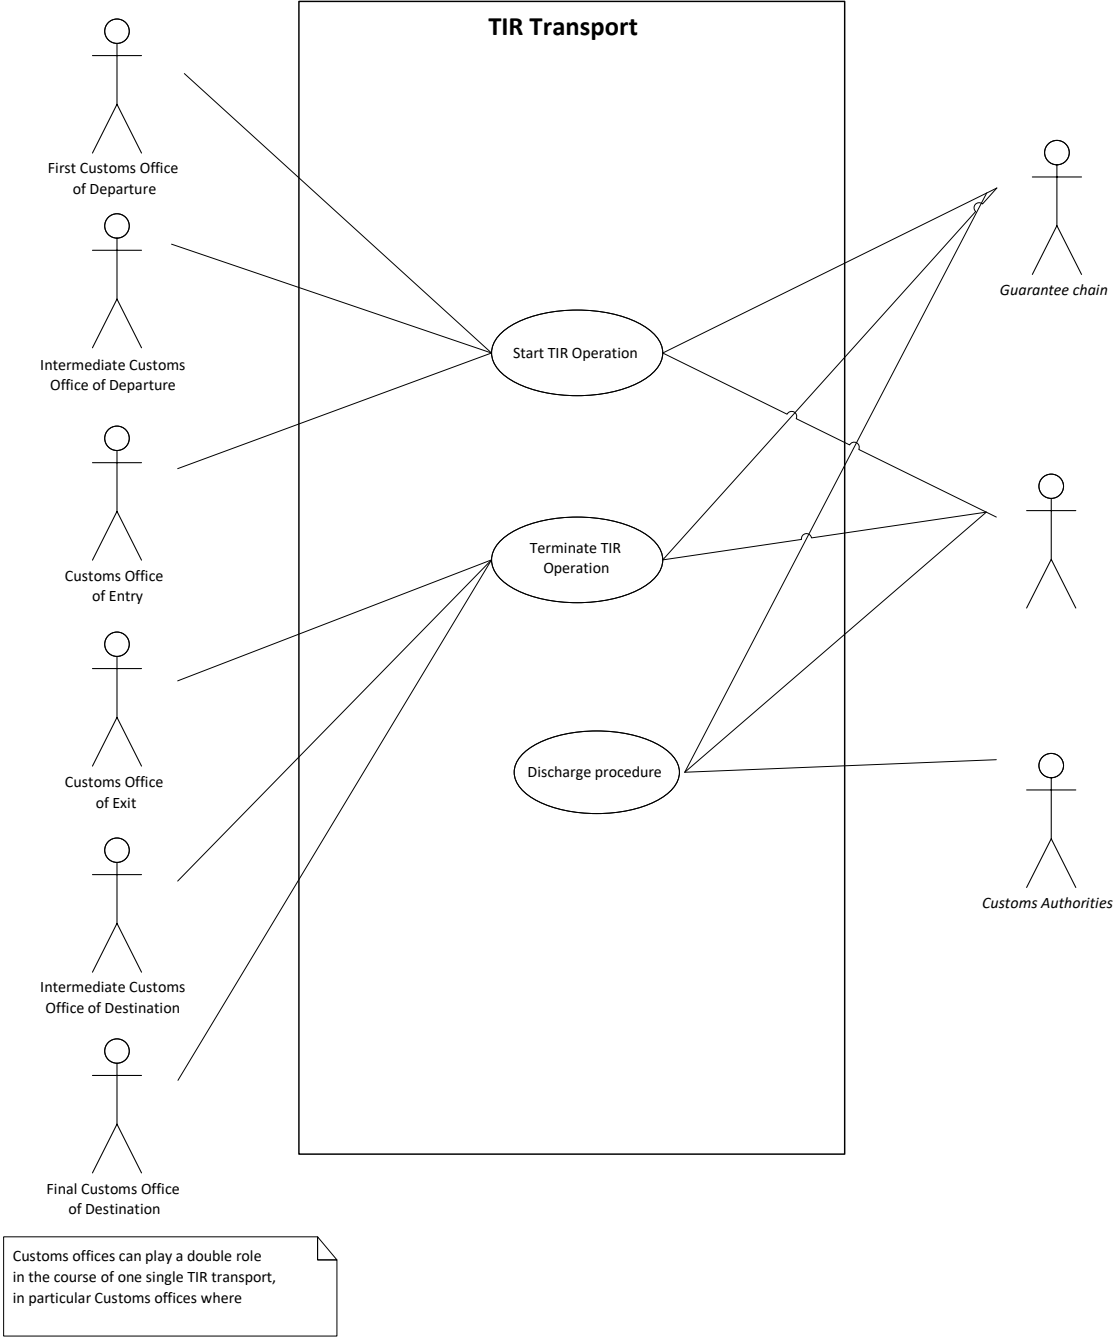 TIR Transport
First Customs Office
of Departure
Intermediate Customs
Office of Departure
Customs Office
of Entry
Customs Office
of Exit
Intermediate Customs
Office of Destination
Final Customs Office
of Destination
Start TIR Operation
Terminate TIR
Operation
Discharge procedure
Guarantee chain
Customs Authorities
Customs offices can play a double role
in the course of one single TIR transport,
in particular Customs offices where